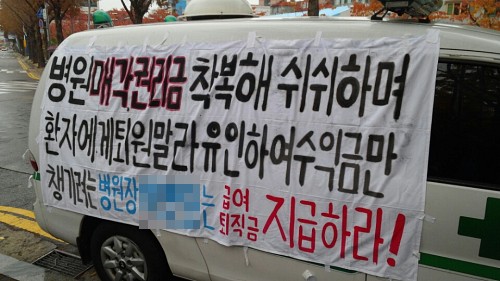 병원매각권리금 착복해 쉬쉬하며
환자에게퇴원말라유인하여수익금만
챙기려는 병원장 는 급여 퇴직금 지급하라!